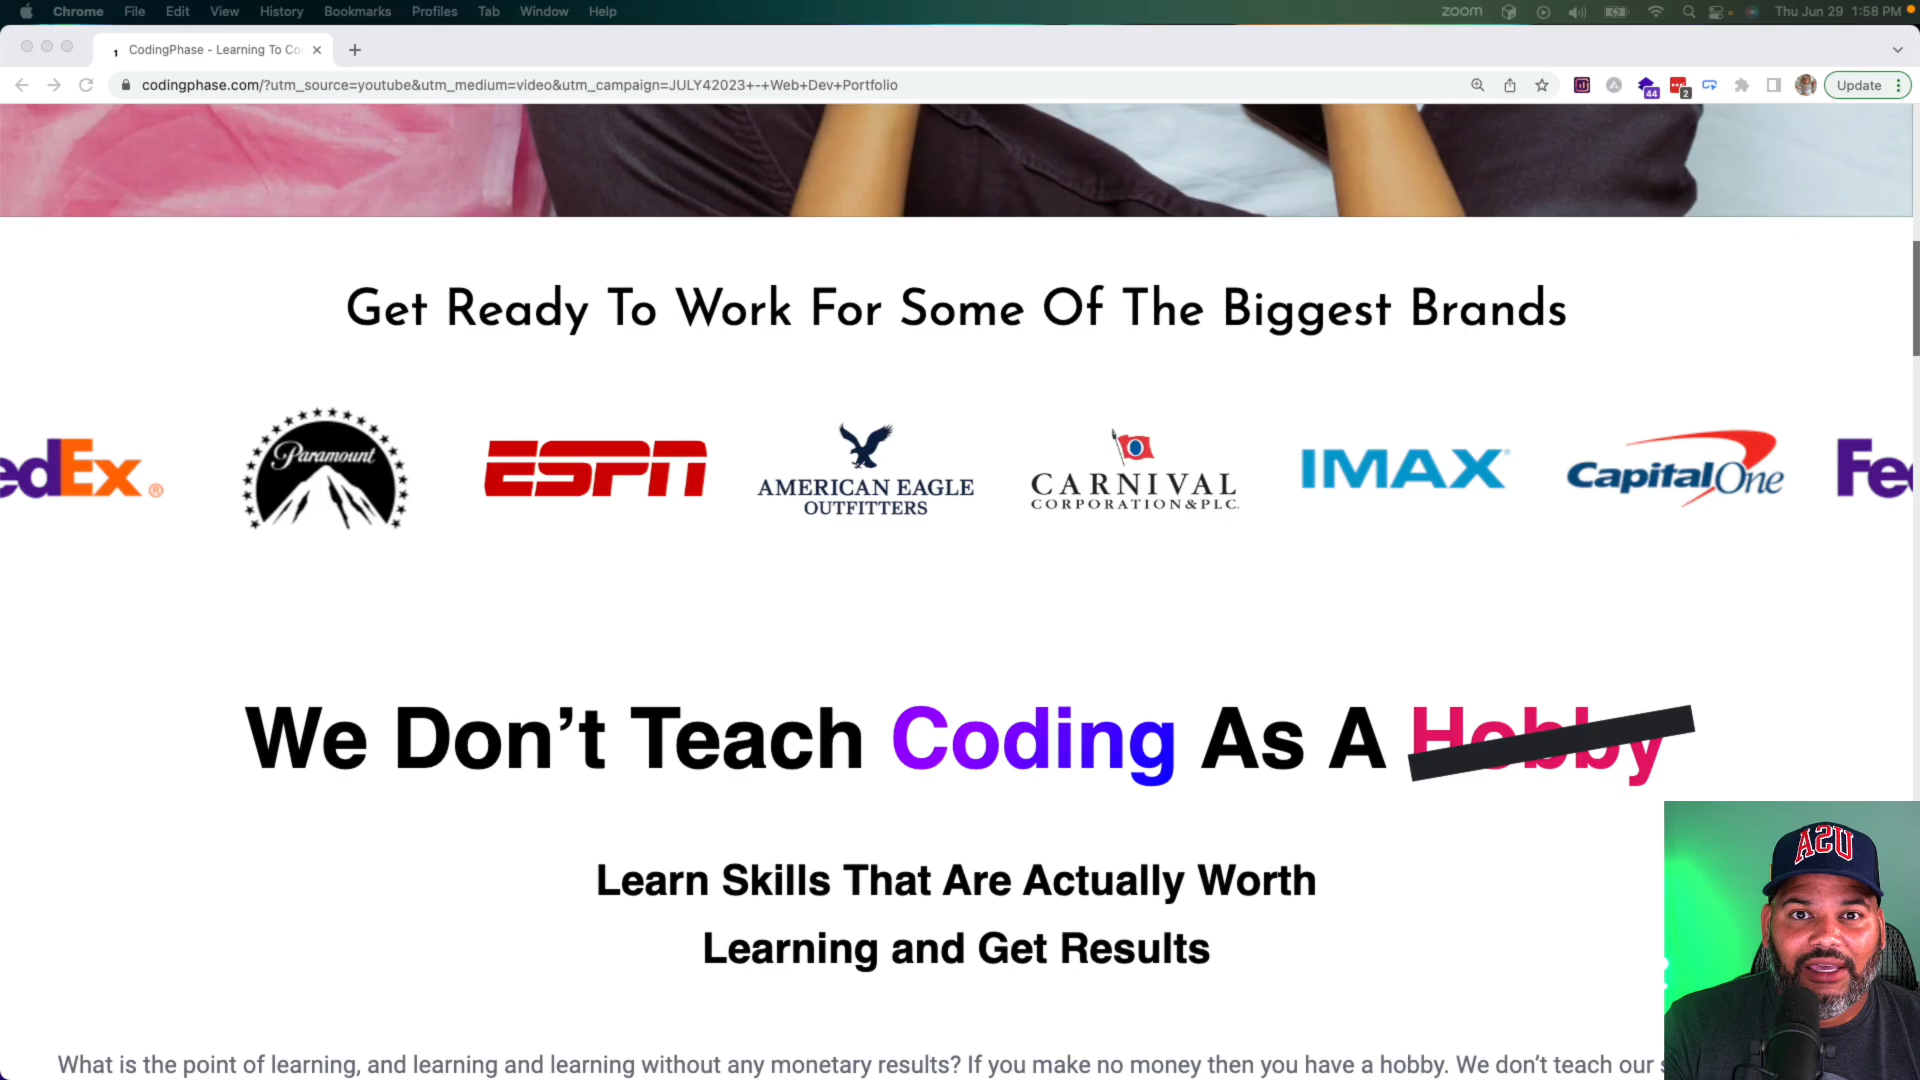 Chrome File Edit View History Bookmarks Profiles Tab Window Help zoom Thu Jun 29 1:58 PM
1 CodingPhase - Learning To Co
codingphase.com/?utm_source=youtube&utm_medium=video&utm_campaign=JULY42023+-+Web+Dev+Portfolio 44 2 Update
Get Ready To Work For Some Of The Biggest Brands
edEx® Paramount ESPN AMERICAN EAGLE OUTFITTERS CARNIVAL CORPORATION&PLC. IMAX CapitalOne Fec
We Don’t Teach Coding As A Hobby
Learn Skills That Are Actually Worth
Learning and Get Results
ASU
What is the point of learning, and learning and learning without any monetary results? If you make no money then you have a hobby. We don’t teach our s